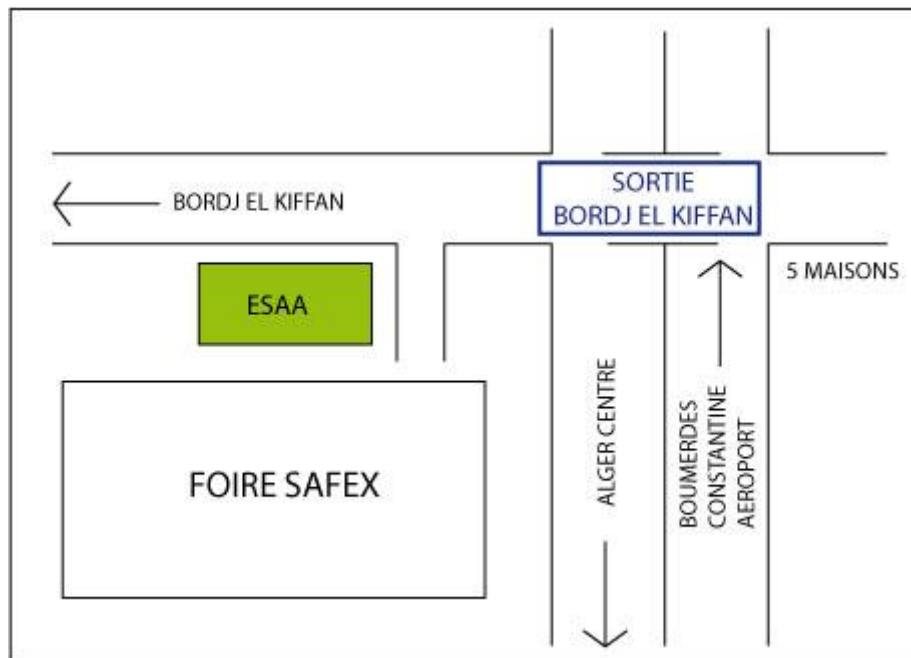 SORTIE
BORDJ EL KIFFAN
BORDJ EL KIFFAN
5 MAISONS
ESAA
FOIRE SAFEX
ALGER CENTRE
BOUMERDES
CONSTANTINE
AEROPORT